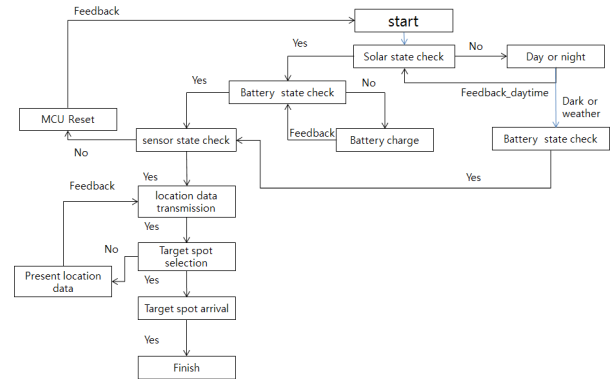 Feedback
start
Yes
Solar state check
No
Day or night
Yes
Battery state check
No
Feedback_daytime
Dark or
weather
MCU Reset
sensor state check
Feedback
Battery charge
Battery state check
No
Yes
Yes
Feedback
location data
transmission
Yes
No
Target spot
selection
Present location
data
Yes
Target spot arrival
Yes
Finish